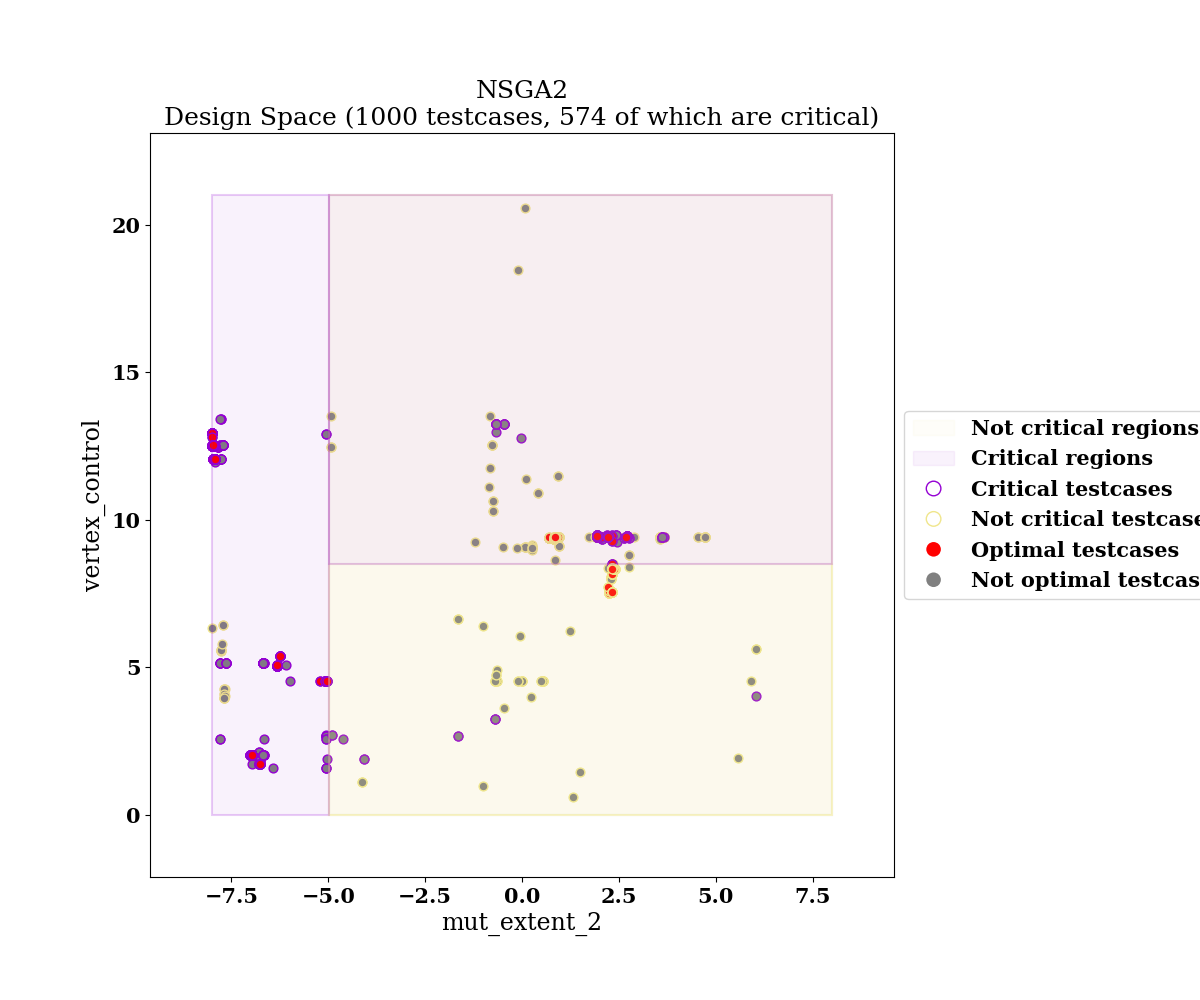 NSGA2
Design Space (1000 testcases, 574 of which are critical)
20
15
10
5
0
vertex_control
−7.5 −5.0 −2.5 0.0 2.5 5.0 7.5
mut_extent_2
Not critical regions
Critical regions
Critical testcases
Not critical testcase
Optimal testcases
Not optimal testcas